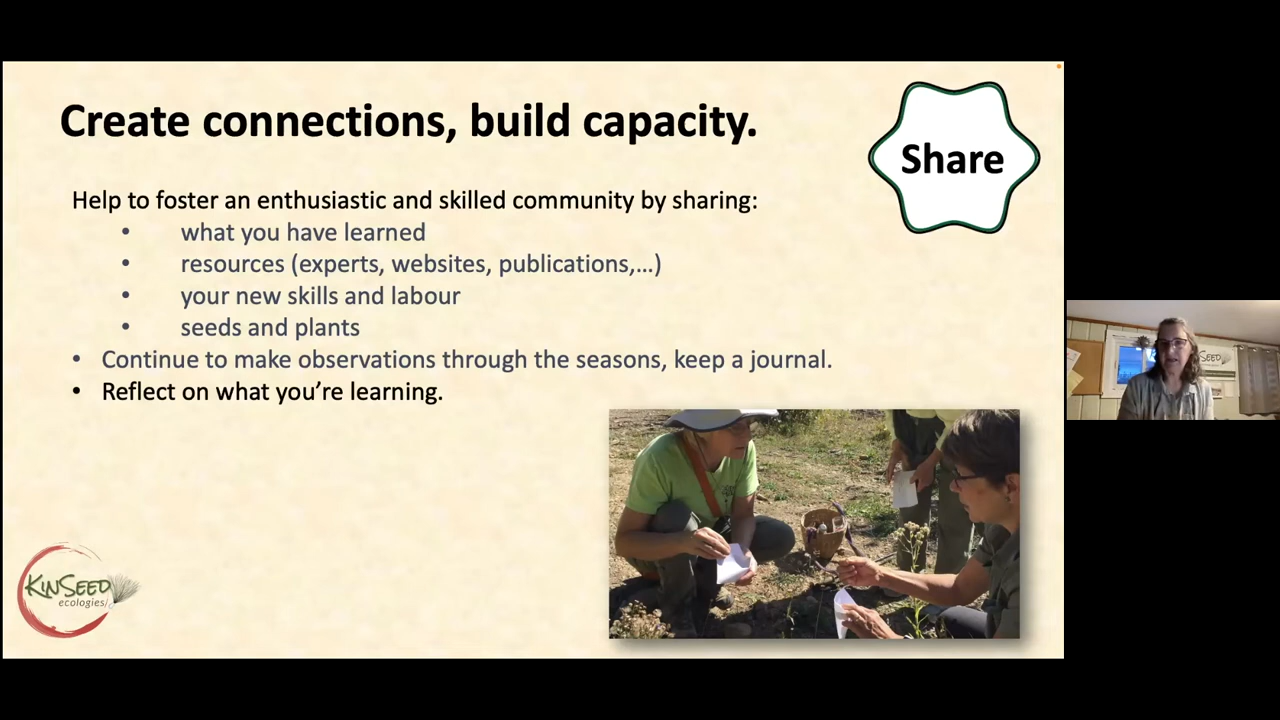 Create connections, build capacity.
Share
Help to foster an enthusiastic and skilled community by sharing:
• what you have learned
• resources (experts, websites, publications,...)
• your new skills and labour
• seeds and plants
• Continue to make observations through the seasons, keep a journal.
• Reflect on what you’re learning.
KINSEED
ecologies
SEED